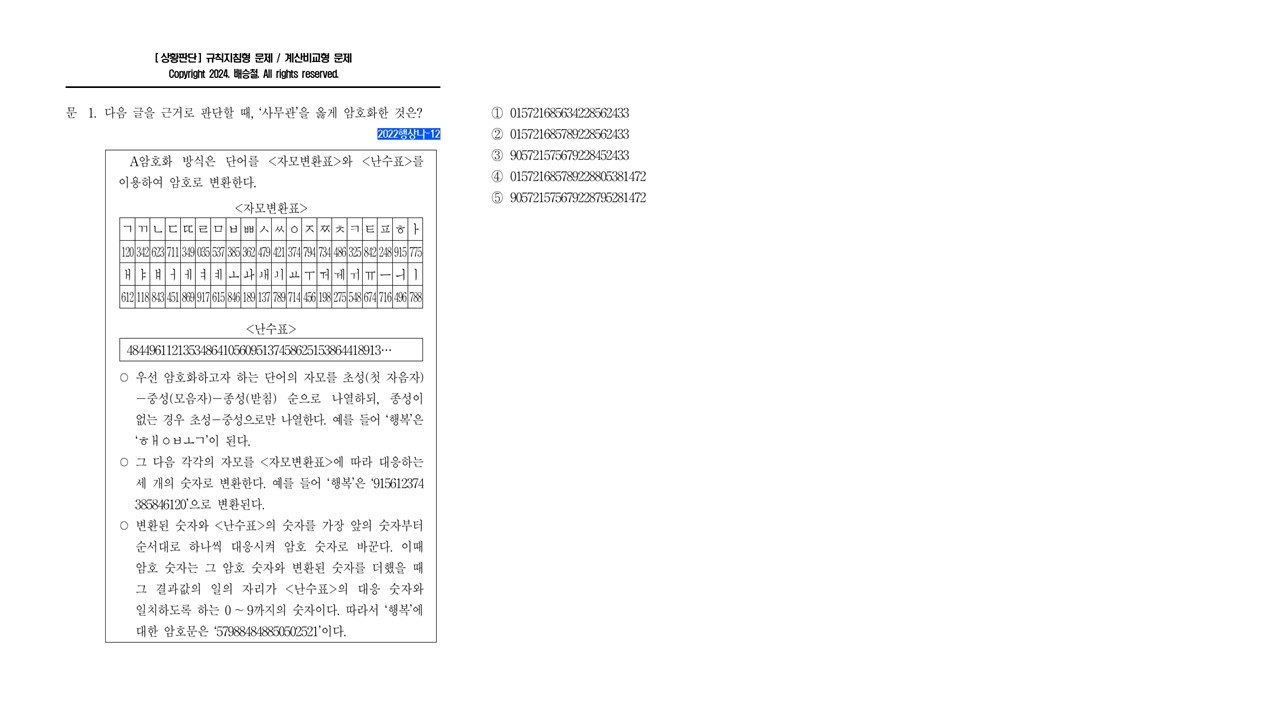 [상황판단] 규칙지침형 문제 / 계산비교형 문제
Copyright 2024. 배승철. All rights reserved.
문 1. 다음 글을 근거로 판단할 때, ‘사무관’을 옳게 암호화한 것은?
2022행상나-12
A암호화 방식은 단어를 <자모변환표>와 <난수표>를
이용하여 암호로 변환한다.
<자모변환표>
ㄱ ㄲ ㄴ ㄷ ㄸ ㄹ ㅁ ㅂ ㅃ ㅅ ㅆ ㅇ ㅈ ㅉ ㅊ ㅋ ㅌ ㅍ ㅎ ㅏ
120 342 623 711 349 035 537 385 362 479 421 374 794 734 486 325 842 248 915 775
ㅐ ㅑ ㅒ ㅓ ㅔ ㅕ ㅖ ㅗ ㅘ ㅙ ㅚ ㅛ ㅜ ㅝ ㅞ ㅟ ㅠ ㅡ ㅢ ㅣ
612 118 843 451 869 917 615 846 189 137 789 714 456 198 275 548 674 716 496 788
<난수표>
484496112135348641056095137458625153864418913…
○ 우선 암호화하고자 하는 단어의 자모를 초성(첫 자음자)
-중성(모음자)-종성(받침) 순으로 나열하되, 종성이
없는 경우 초성-중성으로만 나열한다. 예를 들어 ‘행복’은
‘ㅎㅐㅇㅂㅗㄱ’이 된다.
○ 그 다음 각각의 자모를 <자모변환표>에 따라 대응하는
세 개의 숫자로 변환한다. 예를 들어 ‘행복’은 ‘915612374
385846120’으로 변환된다.
○ 변환된 숫자와 <난수표>의 숫자를 가장 앞의 숫자부터
순서대로 하나씩 대응시켜 암호 숫자로 바꾼다. 이때
암호 숫자는 그 암호 숫자와 변환된 숫자를 더했을 때
그 결과값의 일의 자리가 <난수표>의 대응 숫자와
일치하도록 하는 0 ~ 9까지의 숫자이다. 따라서 ‘행복’에
대한 암호문은 ‘579884848850502521’이다.
① 015721685634228562433
② 015721685789228562433
③ 905721575679228452433
④ 015721685789228805381472
⑤ 905721575679228795281472